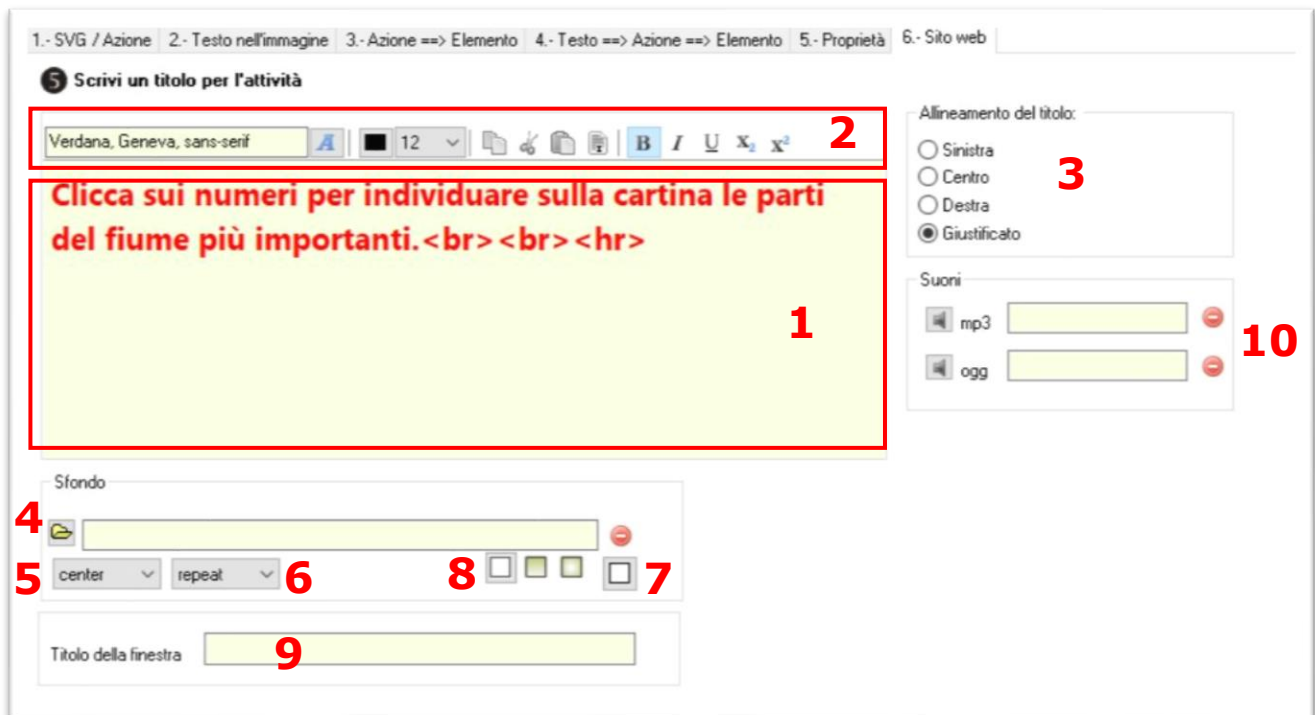 1.- SVG / Azione 2.- Testo nell'immagine 3.- Azione ==> Elemento 4.- Testo ==> Azione ==> Elemento 5.- Proprietà 6.- Sito web
5 Scrivi un titolo per l'attività
Verdana, Geneva, sans-serif A 12 B I U X₂ X² 2
Clicca sui numeri per individuare sulla cartina le parti
del fiume più importanti.<br><br><hr>
1
Allineamento del titolo:
Sinistra
Centro
Destra
Giustificato
3
Suoni
mp3
ogg
10
Sfondo
4
5 center repeat 6 8 7
Titolo della finestra 9